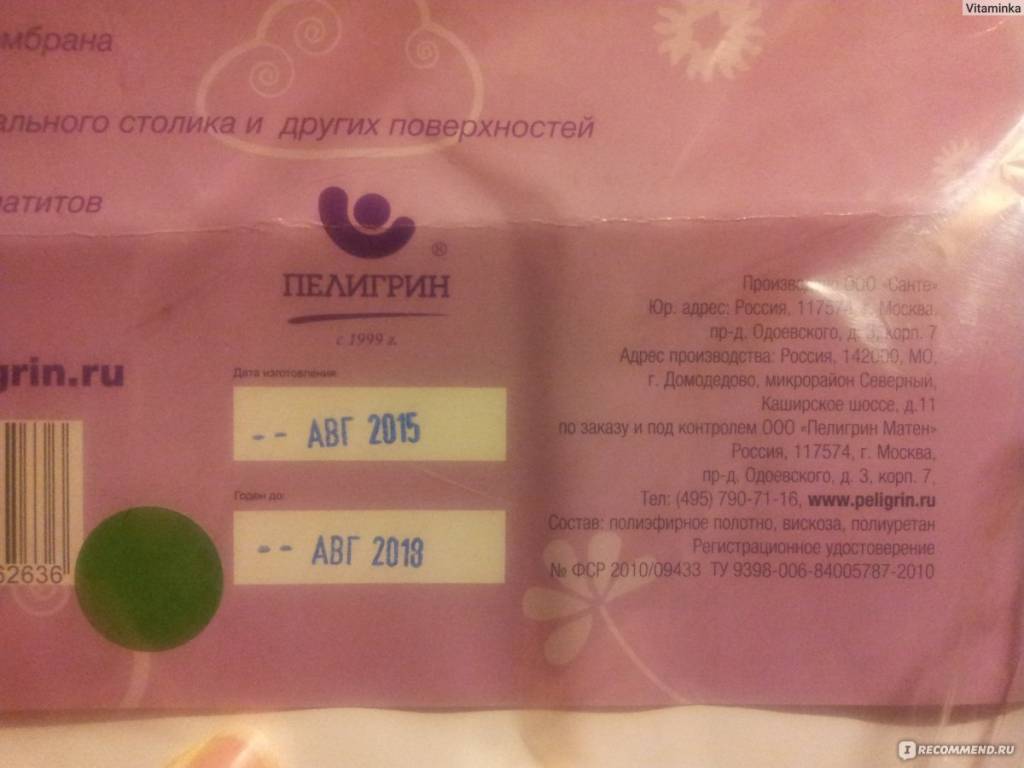 Vitaminka
мбрана
ального столика и других поверхностей
атитов
®
ПЕЛИГРИН
с 1999 г.
grin.ru
Дата изготовления
-- АВГ 2015
Годен до:
-- АВГ 2018
62636
ООО «Санте»
Юр. адрес: Россия, 117574, г. Москва,
пр-д. Одоевского, д. 3, корп. 7
Адрес производства: Россия, 142000, МО,
г. Домодедово, микрорайон Северный,
Каширское шоссе, д.11
по заказу и под контролем ООО «Пелигрин Матен»
Россия, 117574, г. Москва,
пр-д. Одоевского, д. 3, корп. 7,
Тел: (495) 790-71-16, www.peligrin.ru
Состав: полиэфирное полотно, вискоза, полиуретан
Регистрационное удостоверение
№ ФСР 2010/09433 ТУ 9398-006-84005787-2010
IRECOMMEND.RU